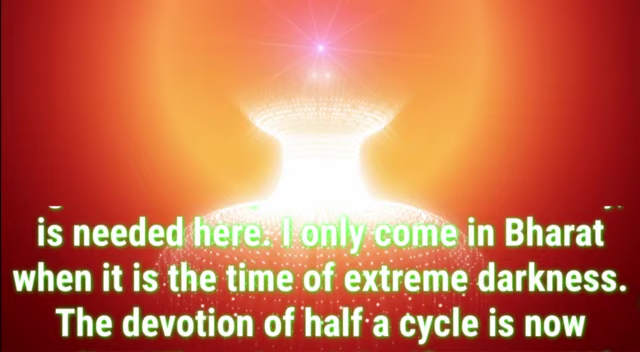 is needed here. I only come in Bharat
when it is the time of extreme darkness.
The devotion of half a cycle is now